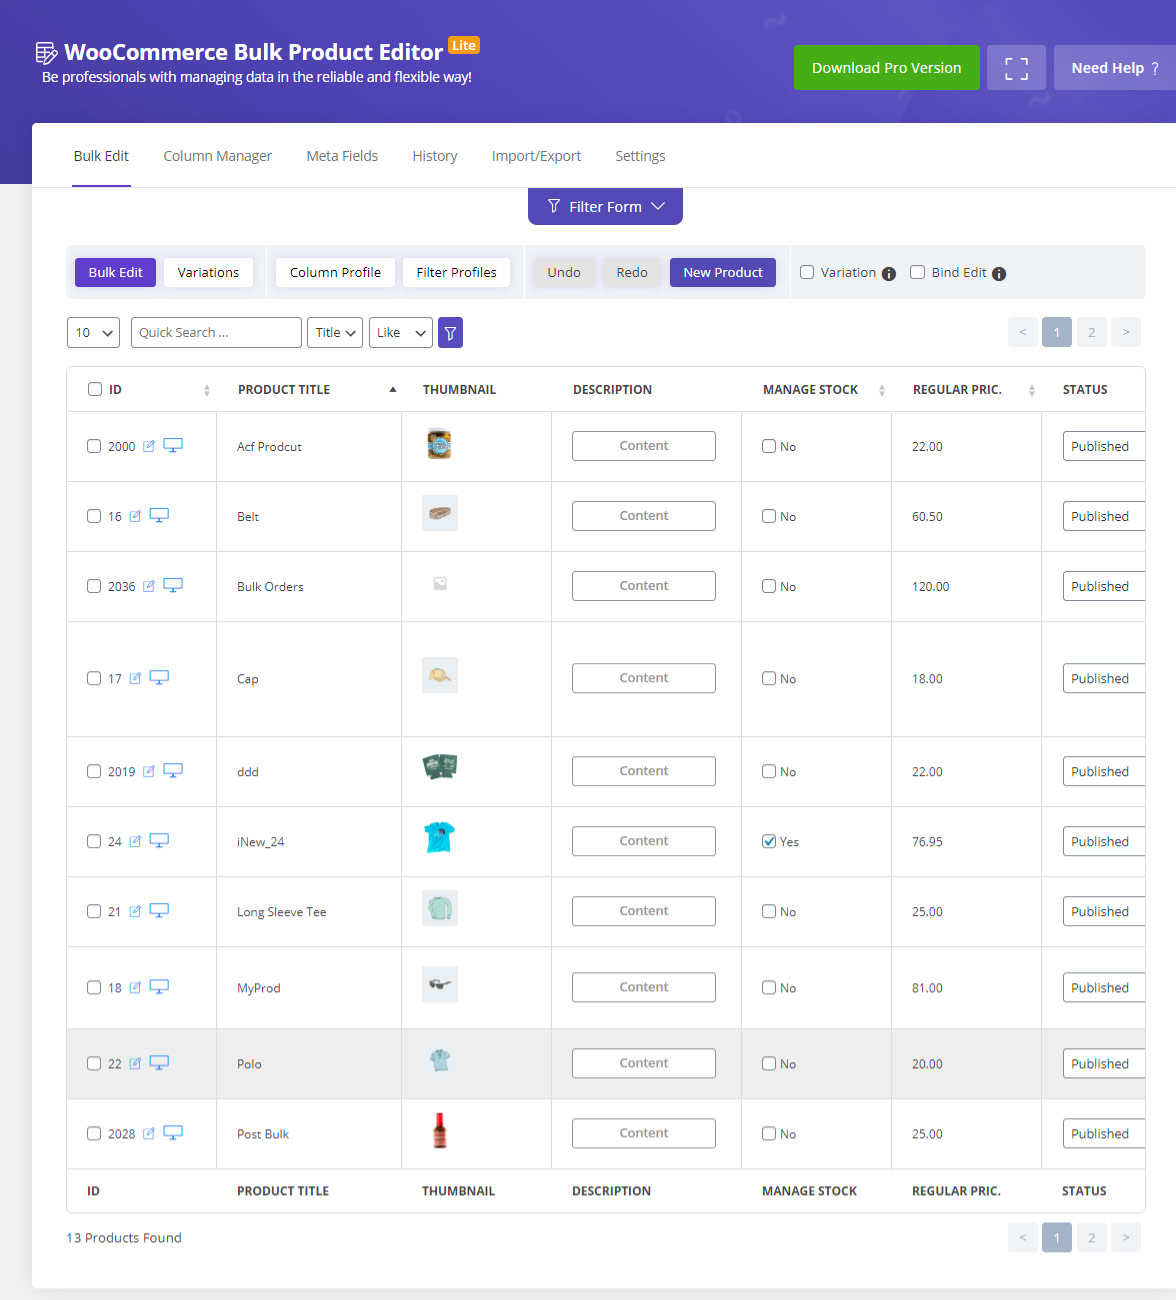 WooCommerce Bulk Product Editor Lite
Be professionals with managing data in the reliable and flexible way!
Download Pro Version
Need Help ?
Bulk Edit Column Manager Meta Fields History Import/Export Settings
Filter Form
Bulk Edit Variations Column Profile Filter Profiles Undo Redo New Product Variation Bind Edit
10 Quick Search ... Title Like < 1 2 >
ID PRODUCT TITLE THUMBNAIL DESCRIPTION MANAGE STOCK REGULAR PRIC. STATUS
2000 Acf Prodcut Content No 22.00 Published
16 Belt Content No 60.50 Published
2036 Bulk Orders Content No 120.00 Published
17 Cap Content No 18.00 Published
2019 ddd Content No 22.00 Published
24 iNew_24 Content Yes 76.95 Published
21 Long Sleeve Tee Content No 25.00 Published
18 MyProd Content No 81.00 Published
22 Polo Content No 20.00 Published
2028 Post Bulk Content No 25.00 Published
ID PRODUCT TITLE THUMBNAIL DESCRIPTION MANAGE STOCK REGULAR PRIC. STATUS
13 Products Found < 1 2 >